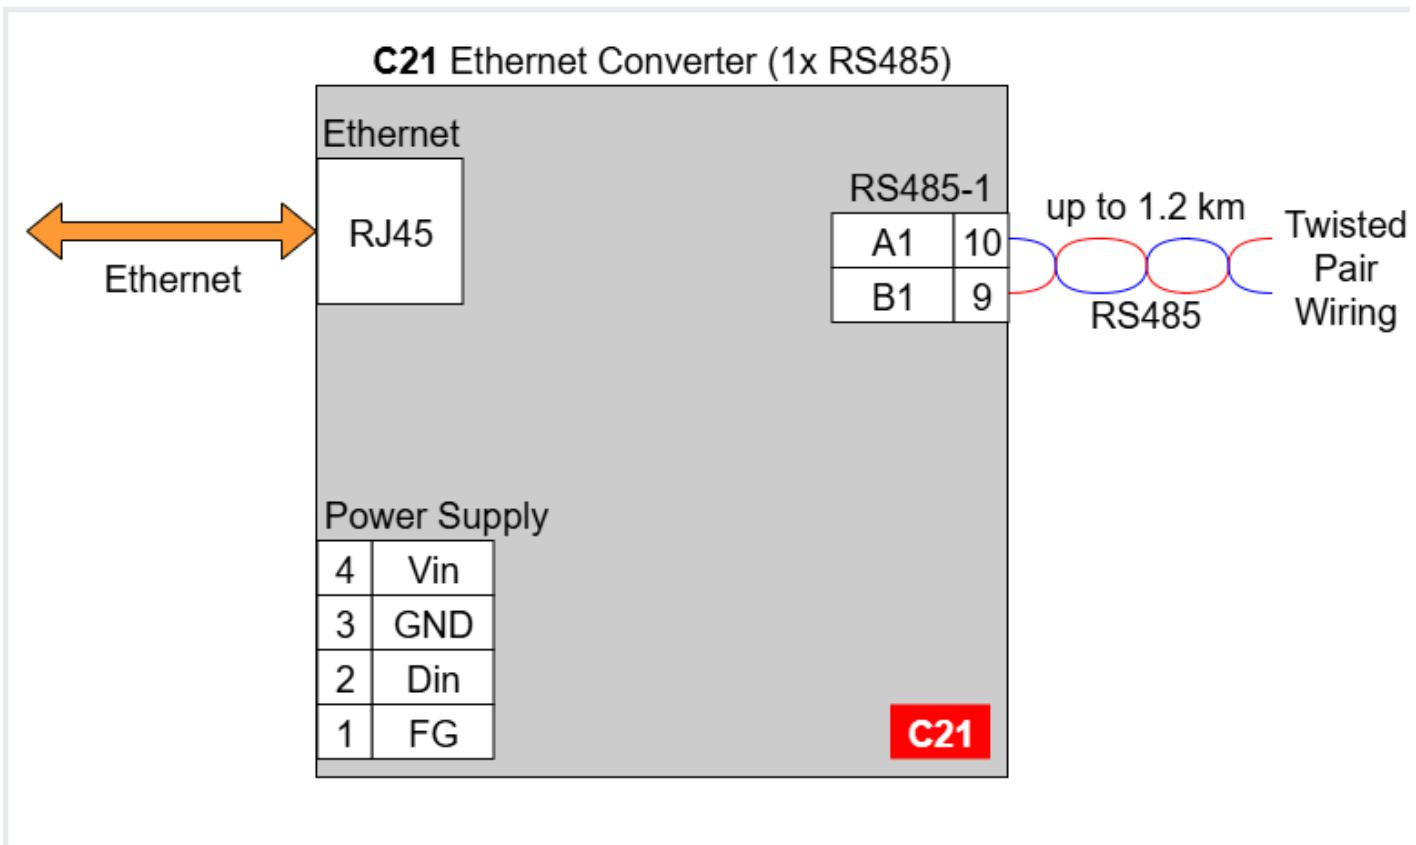 C21 Ethernet Converter (1x RS485)
Ethernet
RJ45
Ethernet
RS485-1
A1 10
B1 9
up to 1.2 km
RS485
Twisted
Pair
Wiring
Power Supply
4 Vin
3 GND
2 Din
1 FG
C21